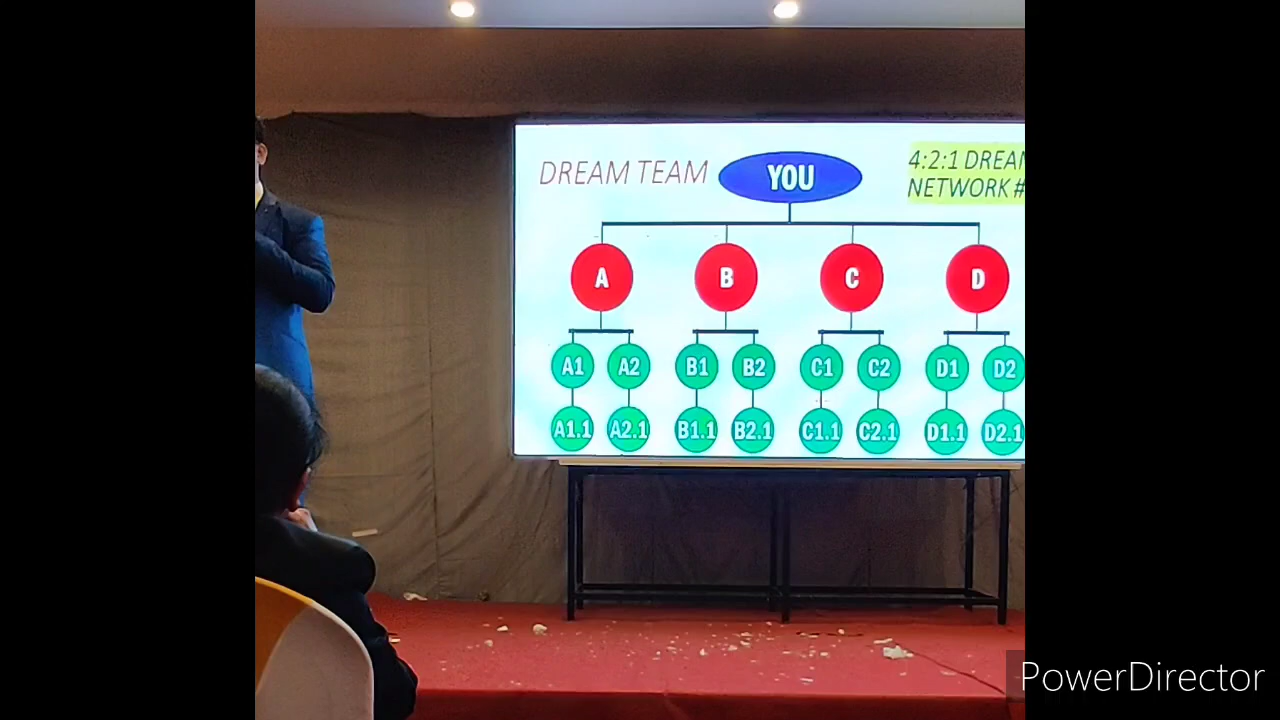 DREAM TEAM
YOU
4:2:1
NETWORK #
A
B
C
D
A1
A2
B1
B2
C1
C2
D1
D2
A1.1
A2.1
B1.1
B2.1
C1.1
C2.1
D1.1
D2.1
PowerDirector